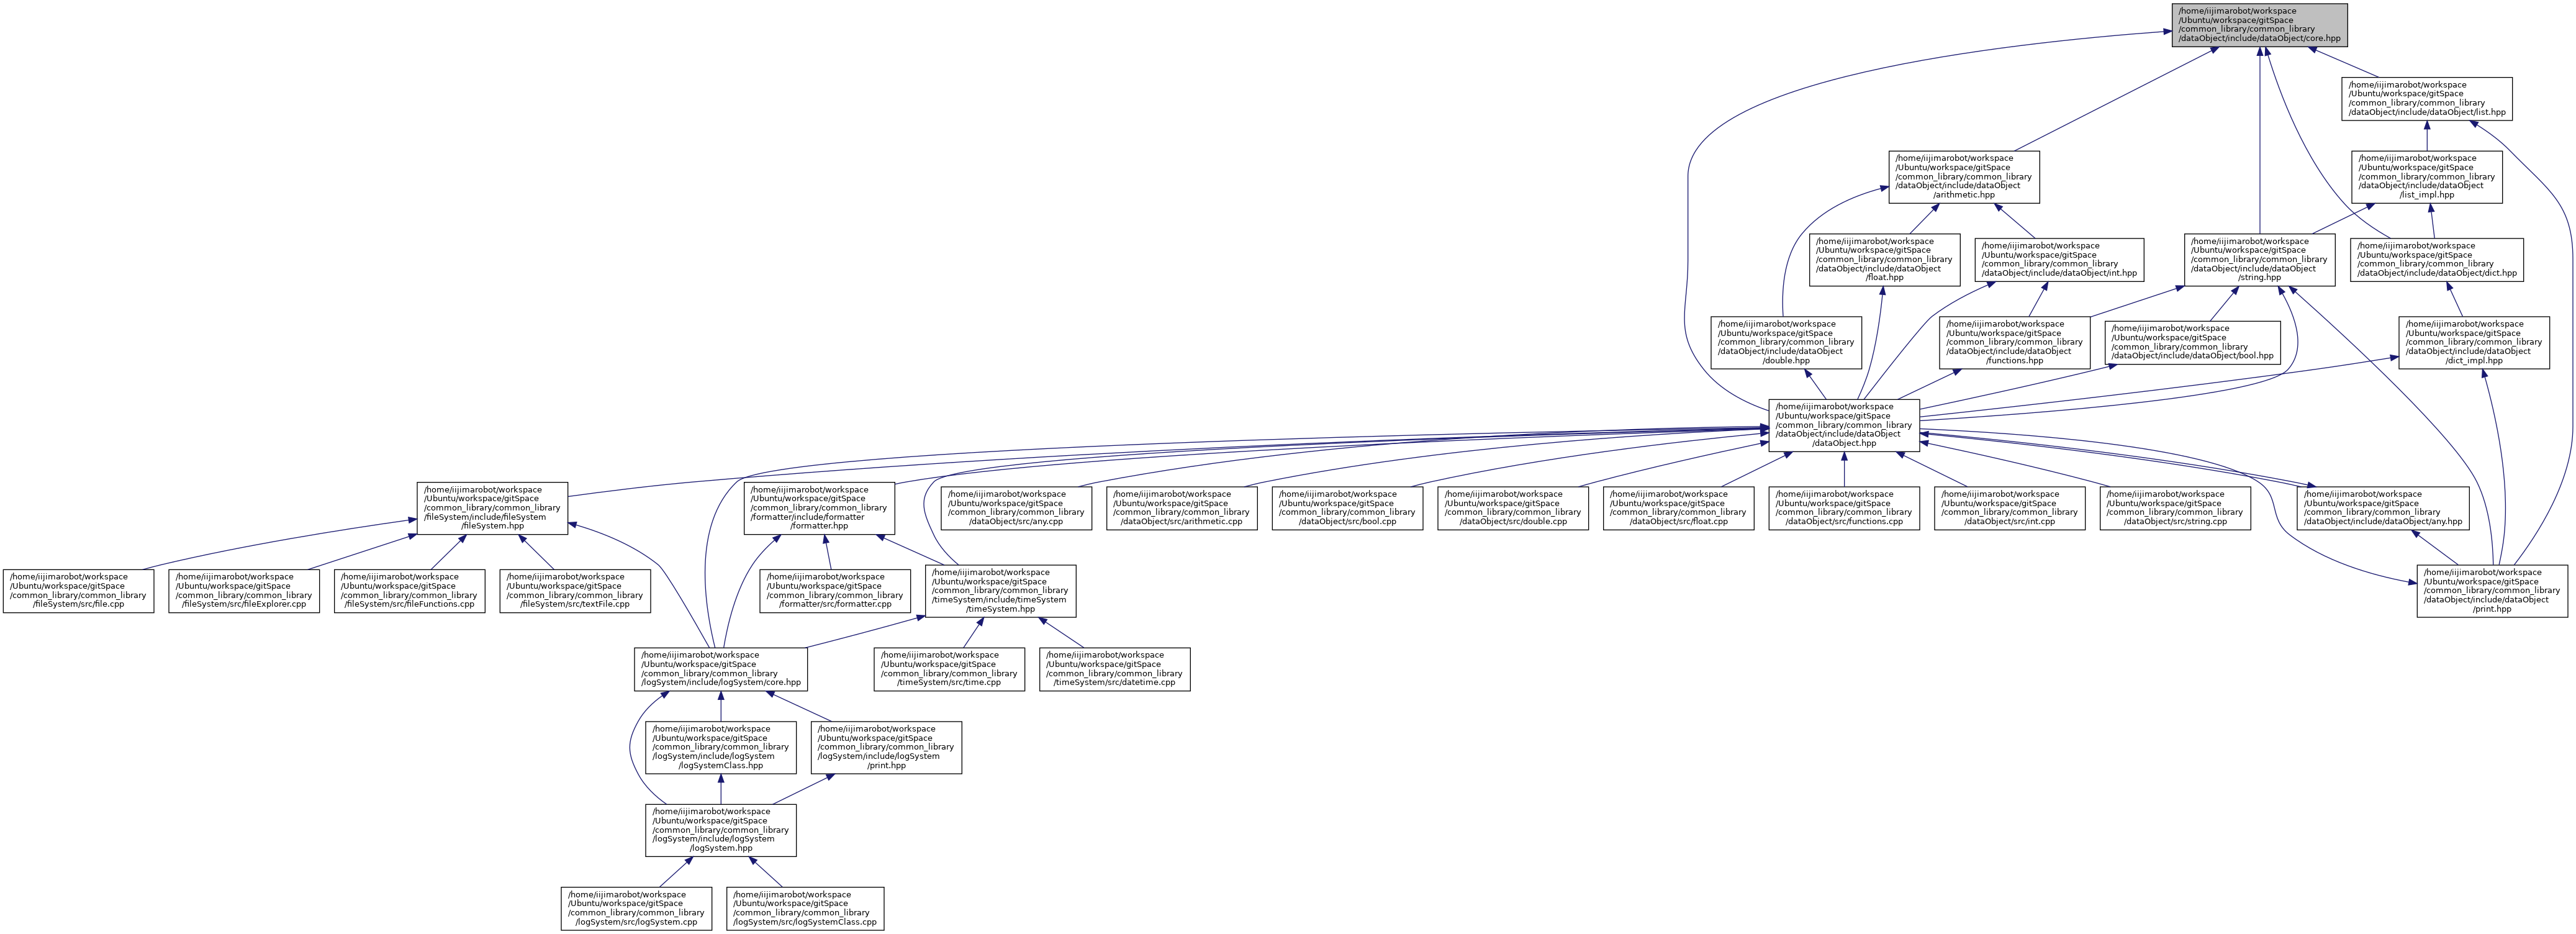 /home/iijimarobot/workspace
/Ubuntu/workspace/gitSpace
/common_library/common_library
/dataObject/include/dataObject/core.hpp
/home/iijimarobot/workspace
/Ubuntu/workspace/gitSpace
/common_library/common_library
/dataObject/include/dataObject/list.hpp
/home/iijimarobot/workspace
/Ubuntu/workspace/gitSpace
/common_library/common_library
/dataObject/include/dataObject
/arithmetic.hpp
/home/iijimarobot/workspace
/Ubuntu/workspace/gitSpace
/common_library/common_library
/dataObject/include/dataObject
/list_impl.hpp
/home/iijimarobot/workspace
/Ubuntu/workspace/gitSpace
/common_library/common_library
/dataObject/include/dataObject
/float.hpp
/home/iijimarobot/workspace
/Ubuntu/workspace/gitSpace
/common_library/common_library
/dataObject/include/dataObject/int.hpp
/home/iijimarobot/workspace
/Ubuntu/workspace/gitSpace
/common_library/common_library
/dataObject/include/dataObject
/string.hpp
/home/iijimarobot/workspace
/Ubuntu/workspace/gitSpace
/common_library/common_library
/dataObject/include/dataObject/dict.hpp
/home/iijimarobot/workspace
/Ubuntu/workspace/gitSpace
/common_library/common_library
/dataObject/include/dataObject
/double.hpp
/home/iijimarobot/workspace
/Ubuntu/workspace/gitSpace
/common_library/common_library
/dataObject/include/dataObject
/functions.hpp
/home/iijimarobot/workspace
/Ubuntu/workspace/gitSpace
/common_library/common_library
/dataObject/include/dataObject/bool.hpp
/home/iijimarobot/workspace
/Ubuntu/workspace/gitSpace
/common_library/common_library
/dataObject/include/dataObject
/dict_impl.hpp
/home/iijimarobot/workspace
/Ubuntu/workspace/gitSpace
/common_library/common_library
/dataObject/include/dataObject
/dataObject.hpp
/home/iijimarobot/workspace
/Ubuntu/workspace/gitSpace
/common_library/common_library
/fileSystem/include/fileSystem
/fileSystem.hpp
/home/iijimarobot/workspace
/Ubuntu/workspace/gitSpace
/common_library/common_library
/formatter/include/formatter
/formatter.hpp
/home/iijimarobot/workspace
/Ubuntu/workspace/gitSpace
/common_library/common_library
/dataObject/src/any.cpp
/home/iijimarobot/workspace
/Ubuntu/workspace/gitSpace
/common_library/common_library
/dataObject/src/arithmetic.cpp
/home/iijimarobot/workspace
/Ubuntu/workspace/gitSpace
/common_library/common_library
/dataObject/src/bool.cpp
/home/iijimarobot/workspace
/Ubuntu/workspace/gitSpace
/common_library/common_library
/dataObject/src/double.cpp
/home/iijimarobot/workspace
/Ubuntu/workspace/gitSpace
/common_library/common_library
/dataObject/src/float.cpp
/home/iijimarobot/workspace
/Ubuntu/workspace/gitSpace
/common_library/common_library
/dataObject/src/functions.cpp
/home/iijimarobot/workspace
/Ubuntu/workspace/gitSpace
/common_library/common_library
/dataObject/src/int.cpp
/home/iijimarobot/workspace
/Ubuntu/workspace/gitSpace
/common_library/common_library
/dataObject/src/string.cpp
/home/iijimarobot/workspace
/Ubuntu/workspace/gitSpace
/common_library/common_library
/dataObject/include/dataObject/any.hpp
/home/iijimarobot/workspace
/Ubuntu/workspace/gitSpace
/common_library/common_library
/fileSystem/src/file.cpp
/home/iijimarobot/workspace
/Ubuntu/workspace/gitSpace
/common_library/common_library
/fileSystem/src/fileExplorer.cpp
/home/iijimarobot/workspace
/Ubuntu/workspace/gitSpace
/common_library/common_library
/fileSystem/src/fileFunctions.cpp
/home/iijimarobot/workspace
/Ubuntu/workspace/gitSpace
/common_library/common_library
/fileSystem/src/textFile.cpp
/home/iijimarobot/workspace
/Ubuntu/workspace/gitSpace
/common_library/common_library
/formatter/src/formatter.cpp
/home/iijimarobot/workspace
/Ubuntu/workspace/gitSpace
/common_library/common_library
/timeSystem/include/timeSystem
/timeSystem.hpp
/home/iijimarobot/workspace
/Ubuntu/workspace/gitSpace
/common_library/common_library
/dataObject/include/dataObject
/print.hpp
/home/iijimarobot/workspace
/Ubuntu/workspace/gitSpace
/common_library/common_library
/logSystem/include/logSystem/core.hpp
/home/iijimarobot/workspace
/Ubuntu/workspace/gitSpace
/common_library/common_library
/timeSystem/src/time.cpp
/home/iijimarobot/workspace
/Ubuntu/workspace/gitSpace
/common_library/common_library
/timeSystem/src/datetime.cpp
/home/iijimarobot/workspace
/Ubuntu/workspace/gitSpace
/common_library/common_library
/logSystem/include/logSystem
/logSystemClass.hpp
/home/iijimarobot/workspace
/Ubuntu/workspace/gitSpace
/common_library/common_library
/logSystem/include/logSystem
/print.hpp
/home/iijimarobot/workspace
/Ubuntu/workspace/gitSpace
/common_library/common_library
/logSystem/include/logSystem
/logSystem.hpp
/home/iijimarobot/workspace
/Ubuntu/workspace/gitSpace
/common_library/common_library
/logSystem/src/logSystem.cpp
/home/iijimarobot/workspace
/Ubuntu/workspace/gitSpace
/common_library/common_library
/logSystem/src/logSystemClass.cpp